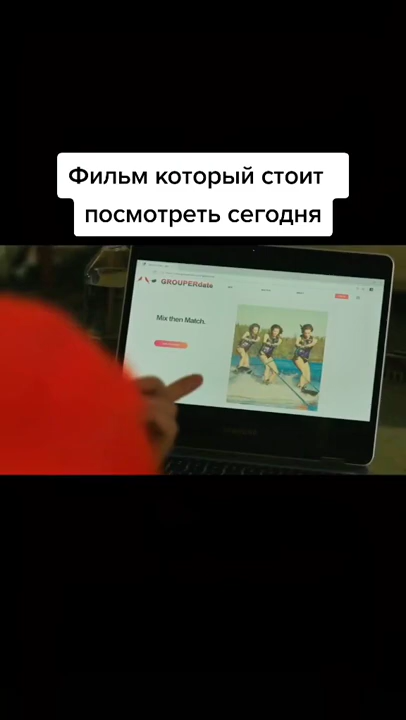 Фильм который стоит
посмотреть сегодня
GROUPERdate
Mix then Match.